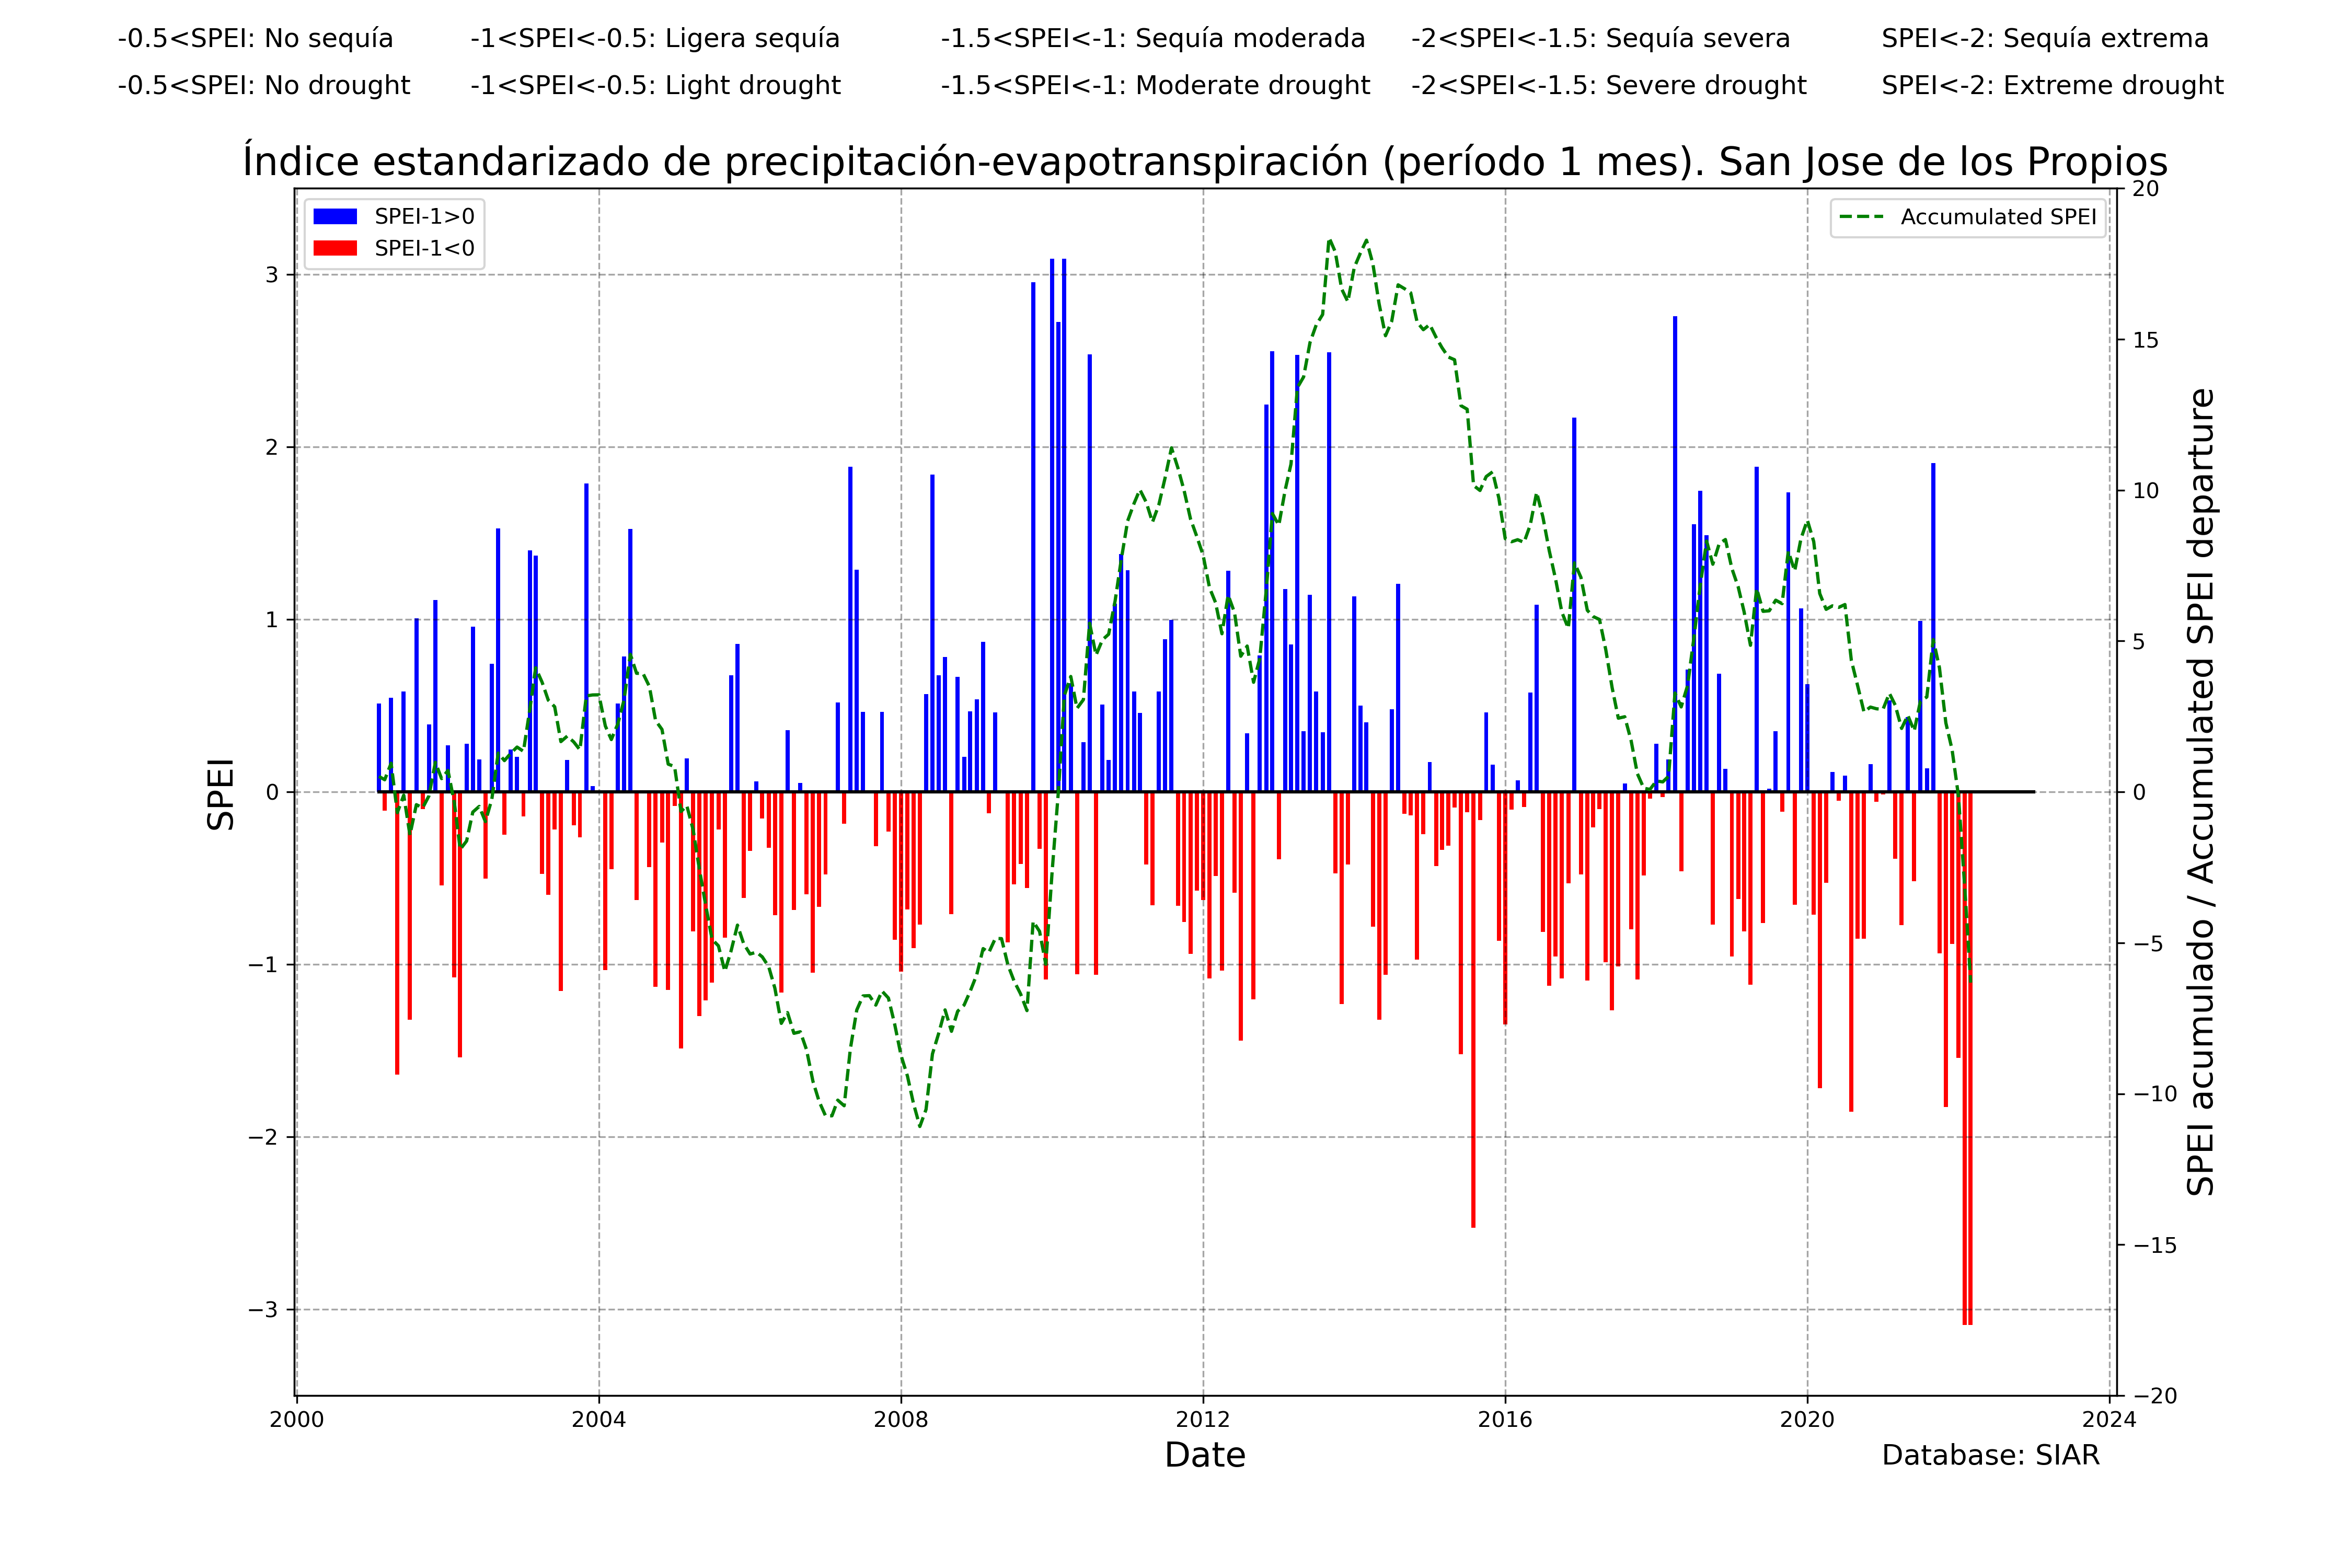 -0.5<SPEI: No sequía -1<SPEI<-0.5: Ligera sequía -1.5<SPEI<-1: Sequía moderada -2<SPEI<-1.5: Sequía severa SPEI<-2: Sequía extrema
-0.5<SPEI: No drought -1<SPEI<-0.5: Light drought -1.5<SPEI<-1: Moderate drought -2<SPEI<-1.5: Severe drought SPEI<-2: Extreme drought
Índice estandarizado de precipitación-evapotranspiración (período 1 mes). San Jose de los Propios
SPEI-1>0
SPEI-1<0
Accumulated SPEI
SPEI
3
2
1
0
−1
−2
−3
20
15
10
5
0
−5
−10
−15
−20
SPEI acumulado / Accumulated SPEI departure
2000 2004 2008 2012 2016 2020 2024
Date
Database: SIAR